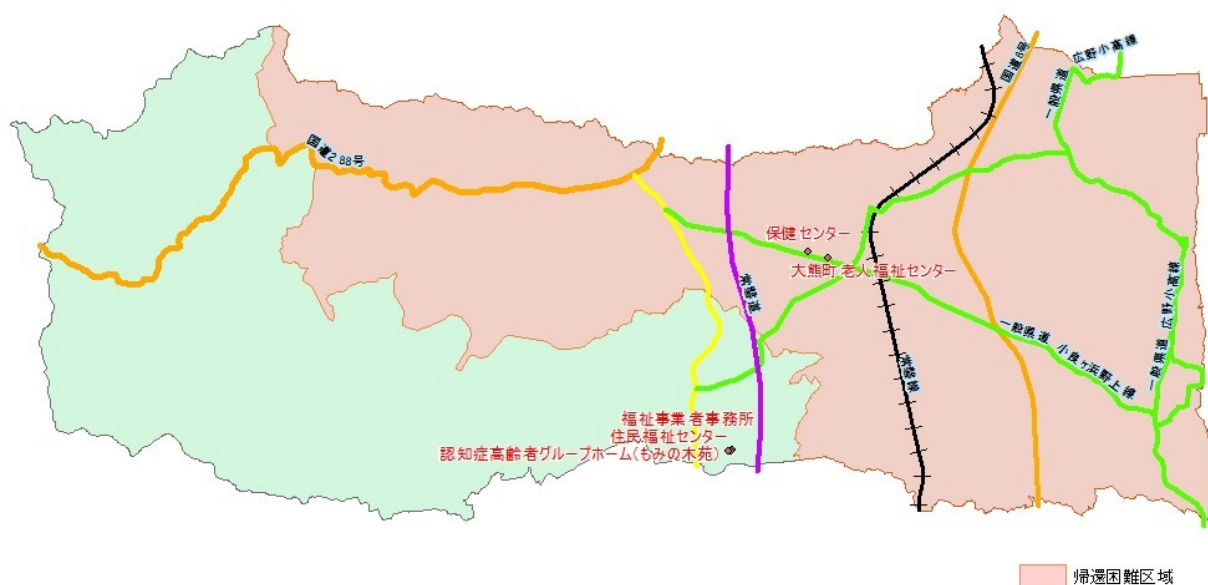 広野小高線
国道6号
一般県道
国道288号
保健センター
大熊町老人福祉センター
常磐道
一般県道 広野小高線
一般県道 小良ヶ浜野上線
常磐線
福祉事業者事務所
住民福祉センター
認知症高齢者グループホーム(もみの木苑)
帰還困難区域